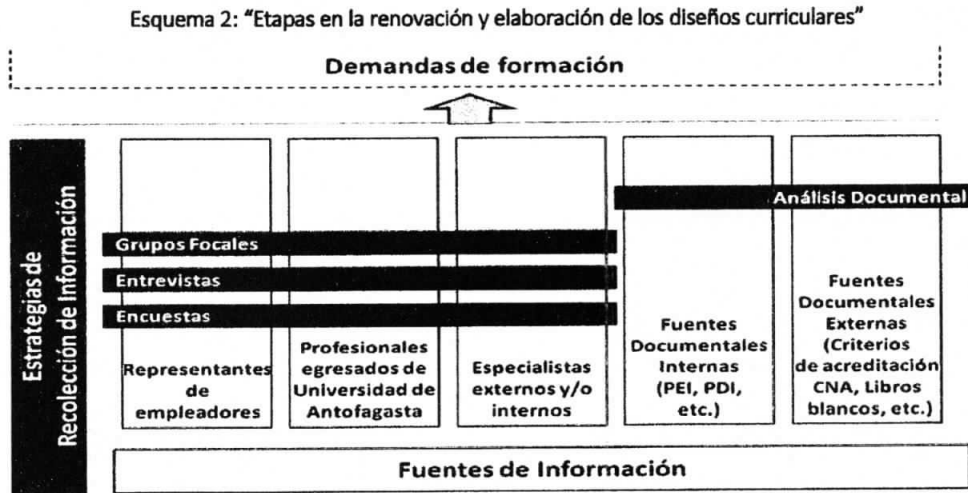 Esquema 2: “Etapas en la renovación y elaboración de los diseños curriculares”
Demandas de formación
Estrategias de
Recolección de Información
Análisis Documental
Grupos Focales
Entrevistas
Encuestas
Representantes
de
empleadores
Profesionales
egresados de
Universidad de
Antofagasta
Especialistas
externos y/o
internos
Fuentes
Documentales
Internas
(PEI, PDI,
etc.)
Fuentes
Documentales
Externas
(Criterios
de acreditación
CNA, Libros
blancos, etc.)
Fuentes de Información